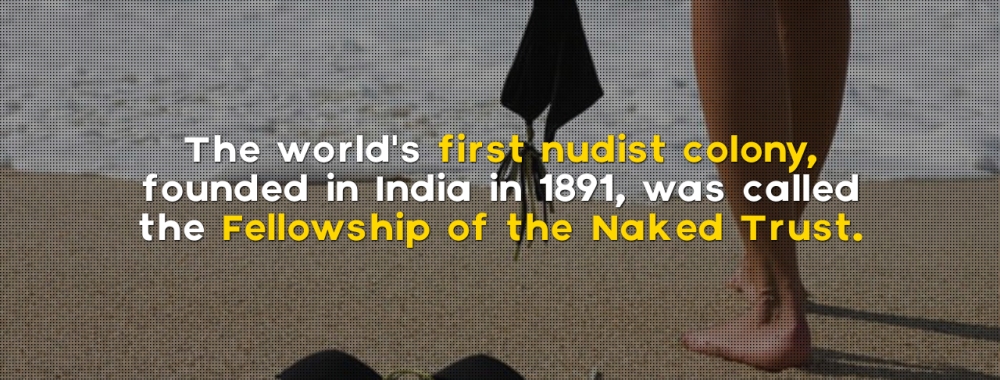 The world's first nudist colony,
founded in India in 1891, was called
the Fellowship of the Naked Trust.